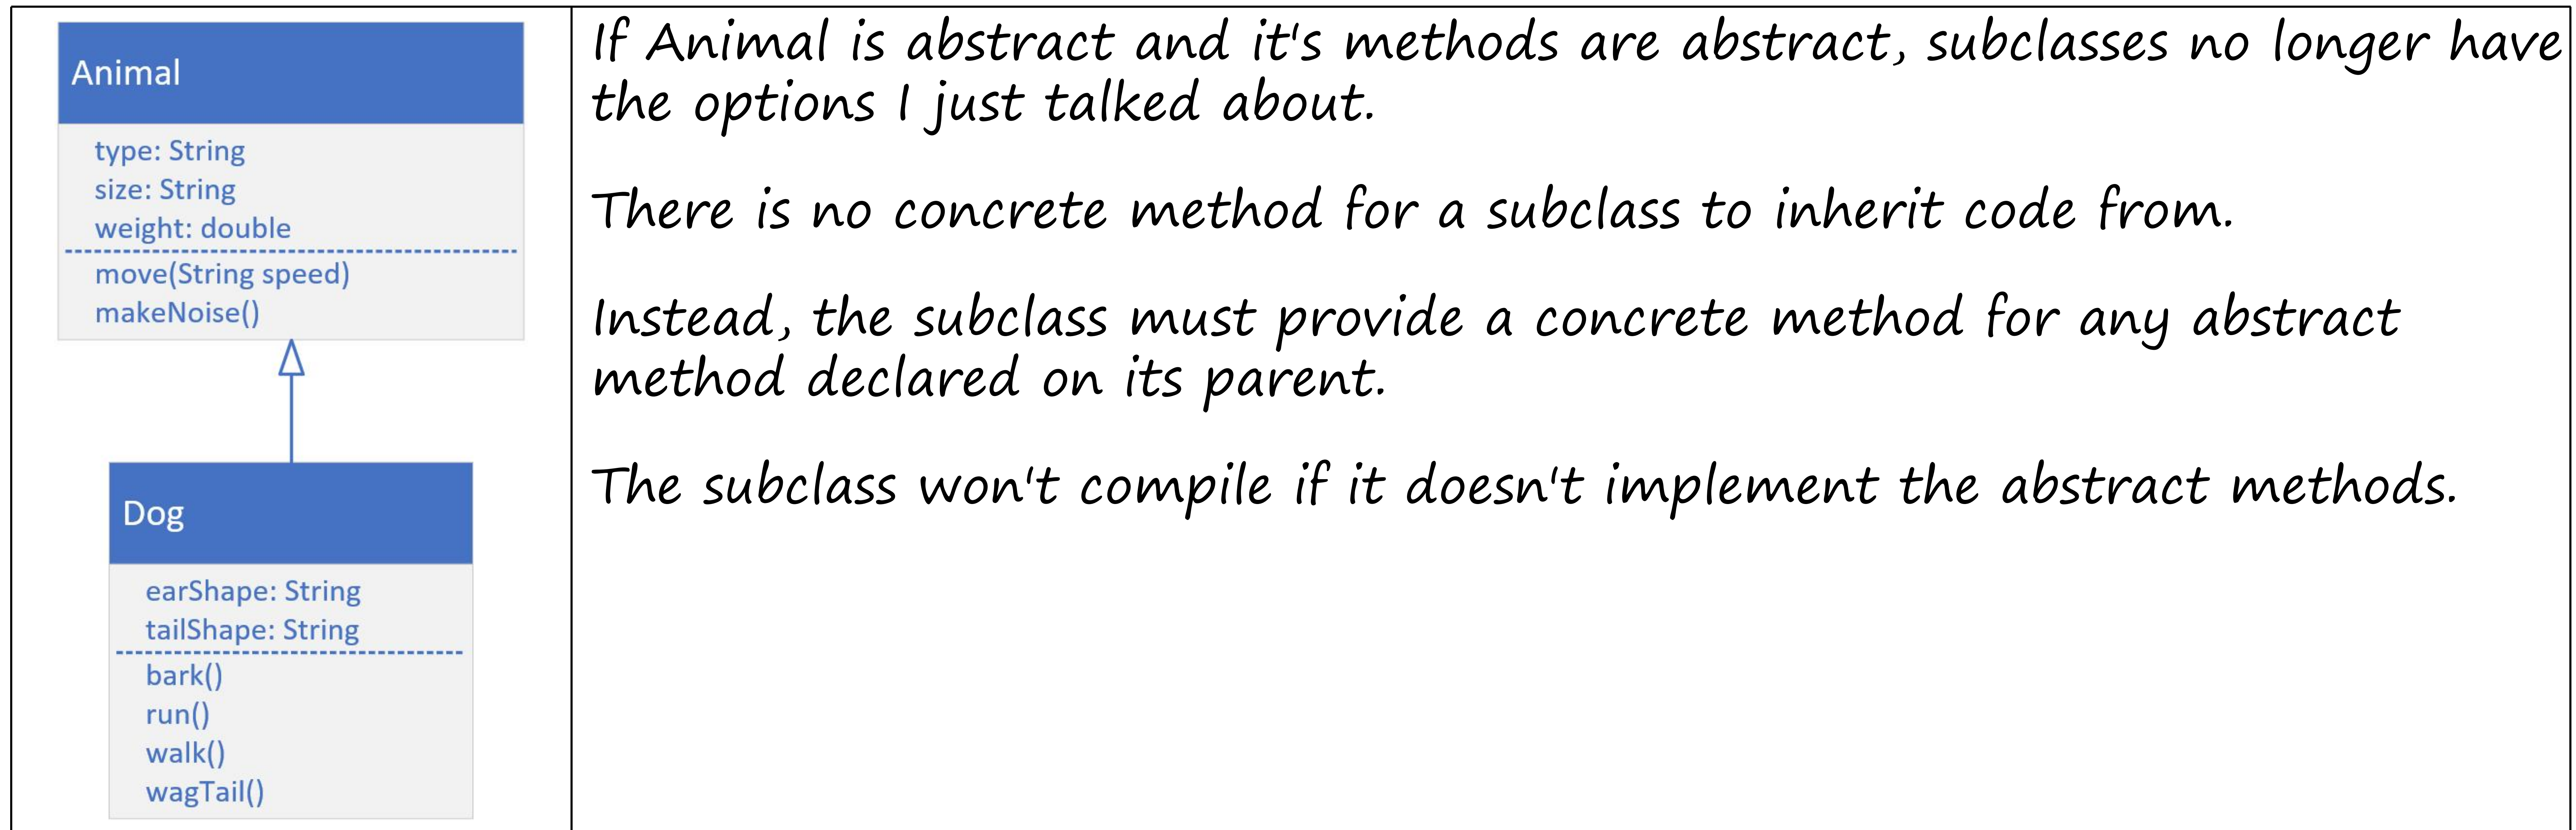 Animal
type: String
size: String
weight: double
move(String speed)
makeNoise()
Dog
earShape: String
tailShape: String
bark()
run()
walk()
wagTail()
If Animal is abstract and it's methods are abstract, subclasses no longer have
the options I just talked about.
There is no concrete method for a subclass to inherit code from.
Instead, the subclass must provide a concrete method for any abstract
method declared on its parent.
The subclass won't compile if it doesn't implement the abstract methods.